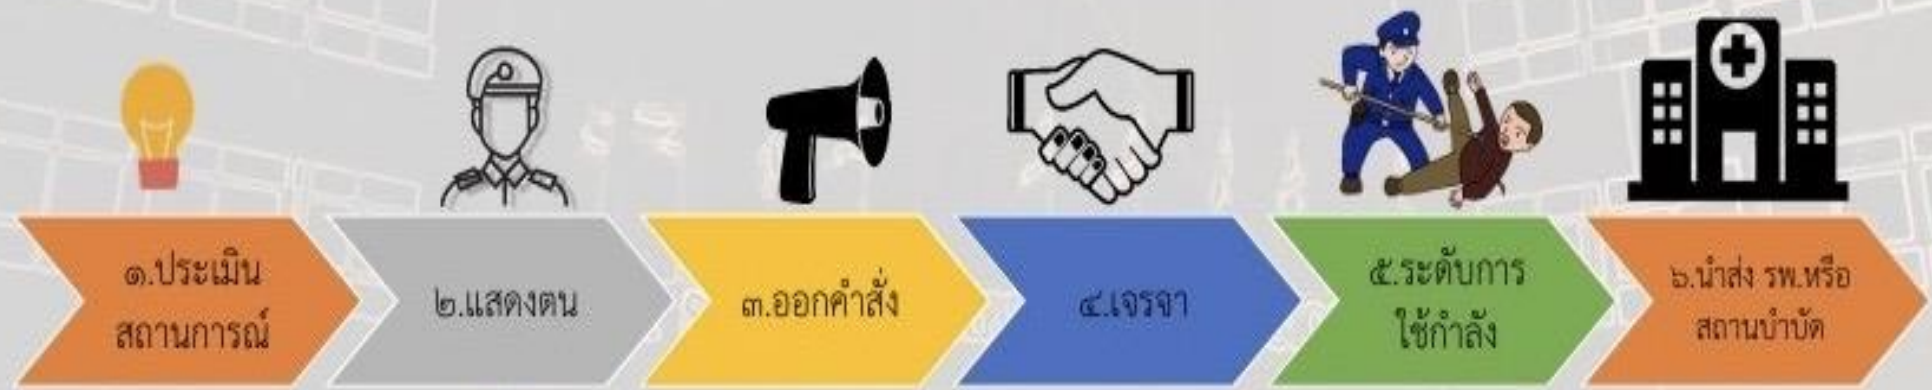 ๑.ประเมิน
สถานการณ์
๒.แสดงตน
๓.ออกคำสั่ง
๔.เจรจา
๕.ระดับการ
ใช้กำลัง
๖.นำส่ง รพ.หรือ
สถานบำบัด